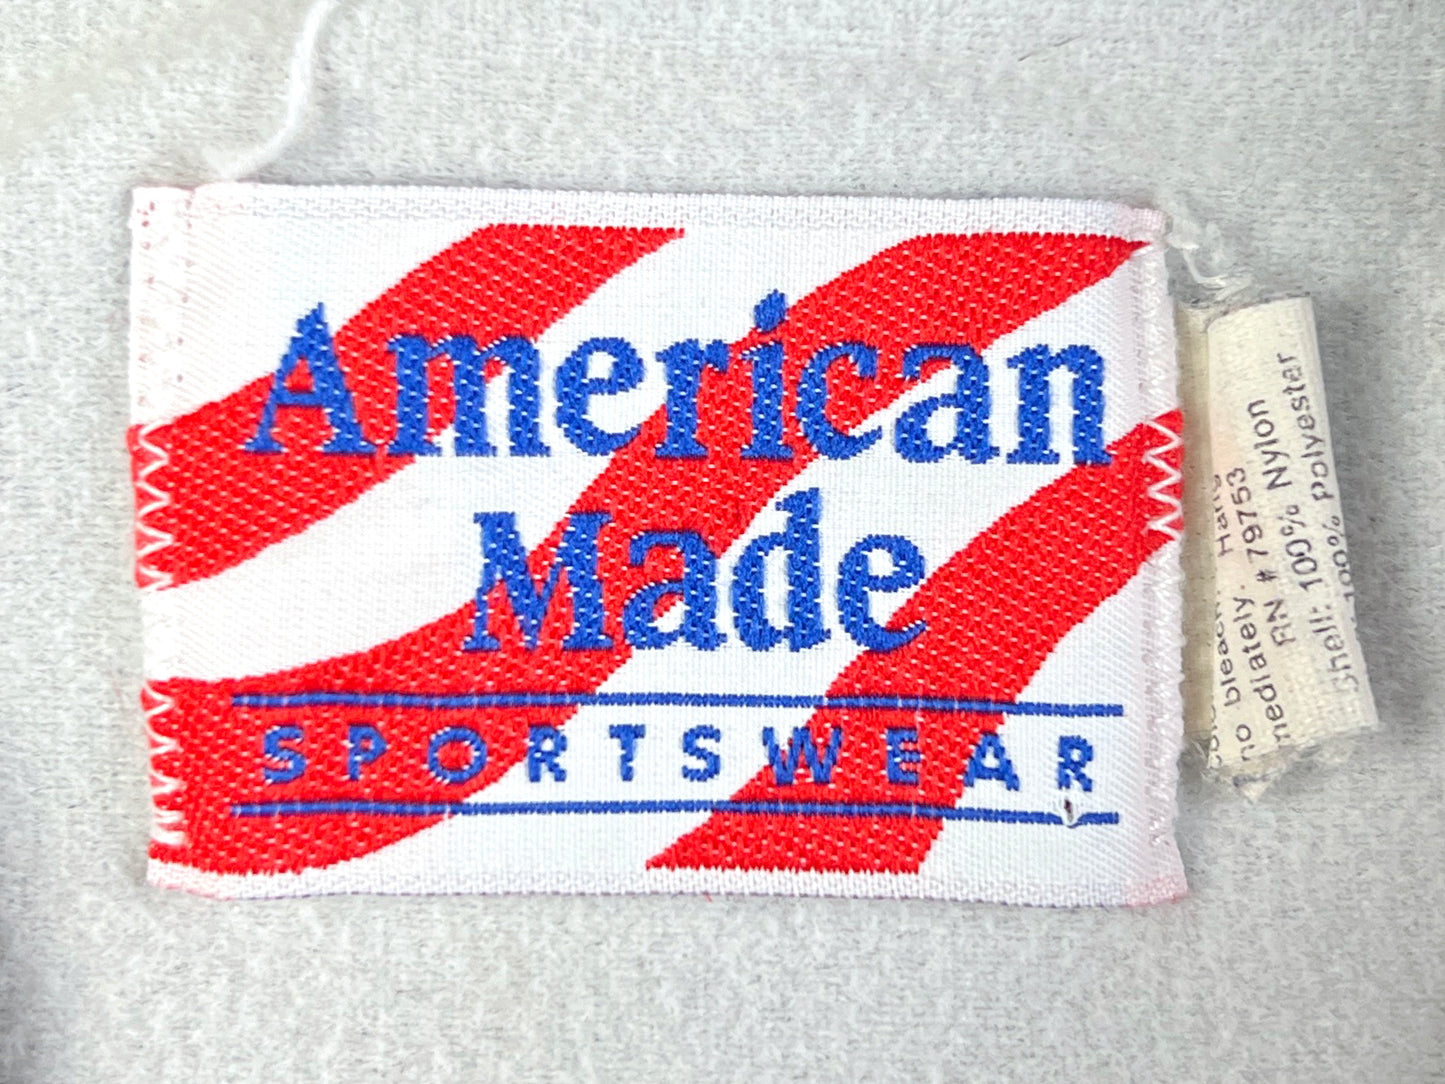 American
Made
SPORTSWEAR
no bleach. Hang
mediately.
RN # 79753
Shell: 100% Nylon
100% Polyester